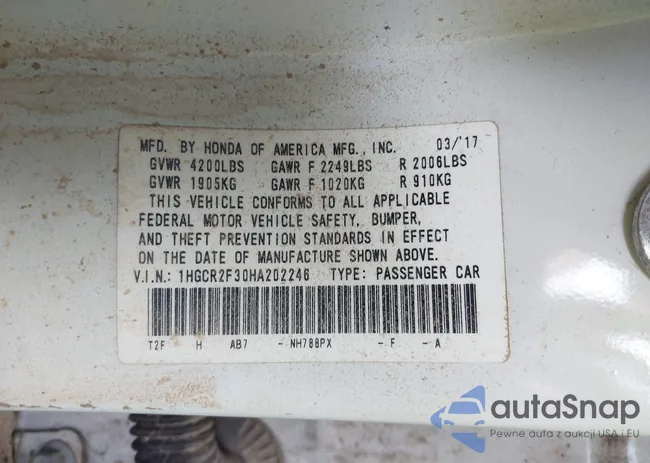 MFD. BY HONDA OF AMERICA MFG., INC. 03/'17
GVWR 4200LBS GAWR F 2249LBS R 2006LBS
GVWR 1905KG GAWR F 1020KG R 910KG
THIS VEHICLE CONFORMS TO ALL APPLICABLE
FEDERAL MOTOR VEHICLE SAFETY, BUMPER,
AND THEFT PREVENTION STANDARDS IN EFFECT
ON THE DATE OF MANUFACTURE SHOWN ABOVE.
V.I.N.: 1HGCR2F30HA202246 TYPE: PASSENGER CAR
T2F H AB7 - NH788PX - F - A
autaSnap
Pewne auta z aukcji USA i EU